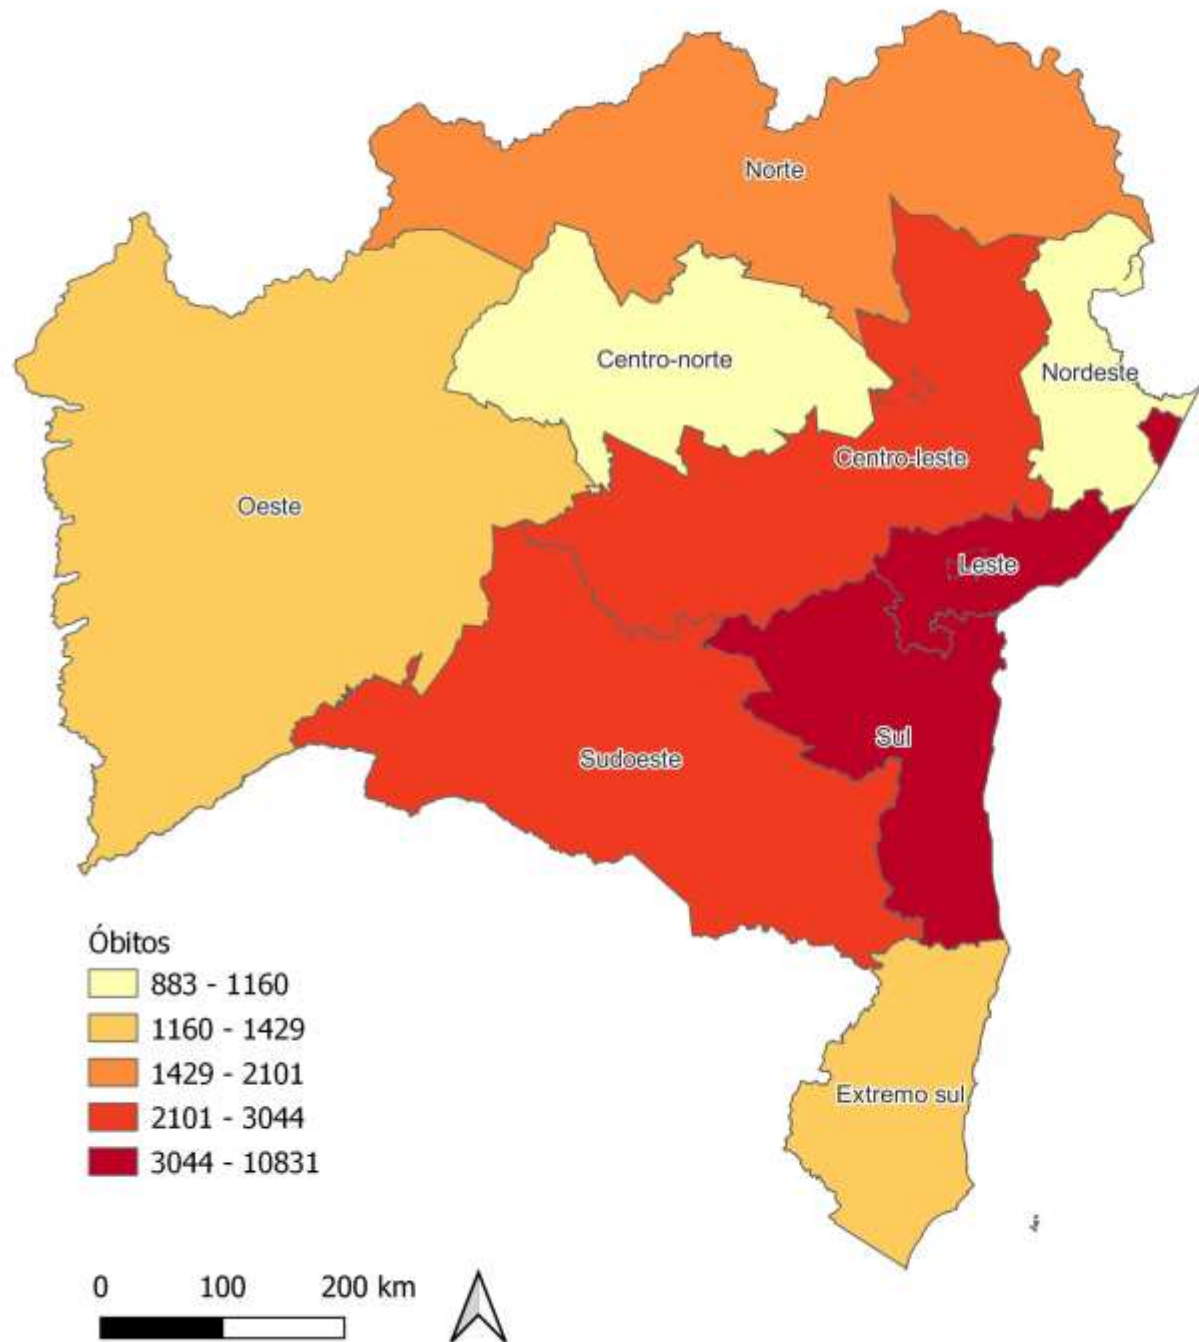 Norte
Centro-norte
Nordeste
Centro-leste
Oeste
Leste
Sul
Sudoeste
Extremo sul
Óbitos
883 - 1160
1160 - 1429
1429 - 2101
2101 - 3044
3044 - 10831
0 100 200 km